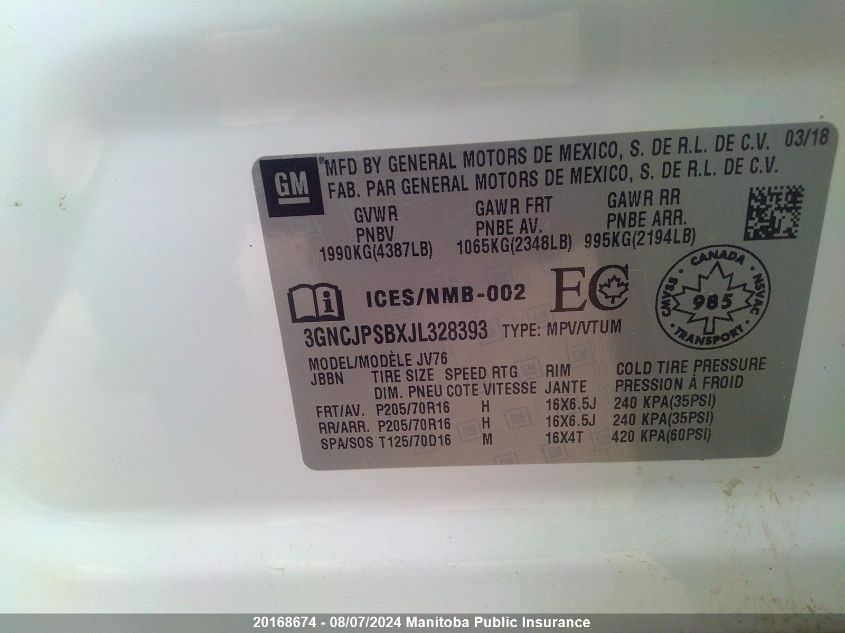 GM
®MFD BY GENERAL MOTORS DE MEXICO, S. DE R.L. DE C.V. 03/18
FAB. PAR GENERAL MOTORS DE MEXICO, S. DE R.L. DE C.V.
GVWR GAWR FRT GAWR RR
PNBV PNBE AV. PNBE ARR.
1990KG(4387LB) 1065KG(2348LB) 995KG(2194LB)
i ICES/NMB-002 EC
CANADA
CMVSS 985 NSVAC
TRANSPORT
3GNCJPSBXJL328393 TYPE: MPV/VTUM
MODEL/MODÈLE JV76
JBBN TIRE SIZE SPEED RTG RIM COLD TIRE PRESSURE
DIM. PNEU COTE VITESSE JANTE PRESSION À FROID
FRT/AV. P205/70R16 H 16X6.5J 240 KPA(35PSI)
RR/ARR. P205/70R16 H 16X6.5J 240 KPA(35PSI)
SPA/SOS T125/70D16 M 16X4T 420 KPA(60PSI)
20168674 - 08/07/2024 Manitoba Public Insurance